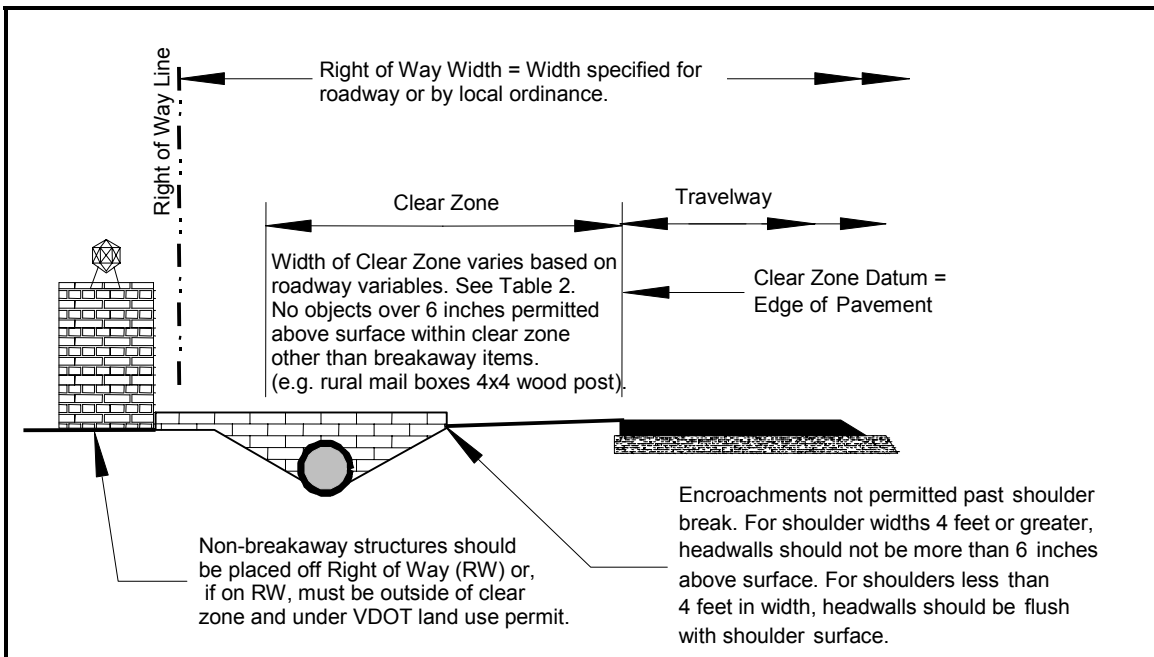 Right of Way Line
Right of Way Width = Width specified for
roadway or by local ordinance.
Clear Zone
Travelway
Width of Clear Zone varies based on
roadway variables. See Table 2.
No objects over 6 inches permitted
above surface within clear zone
other than breakaway items.
(e.g. rural mail boxes 4x4 wood post).
Clear Zone Datum =
Edge of Pavement
Non-breakaway structures should
be placed off Right of Way (RW) or,
if on RW, must be outside of clear
zone and under VDOT land use permit.
Encroachments not permitted past shoulder
break. For shoulder widths 4 feet or greater,
headwalls should not be more than 6 inches
above surface. For shoulders less than
4 feet in width, headwalls should be flush
with shoulder surface.